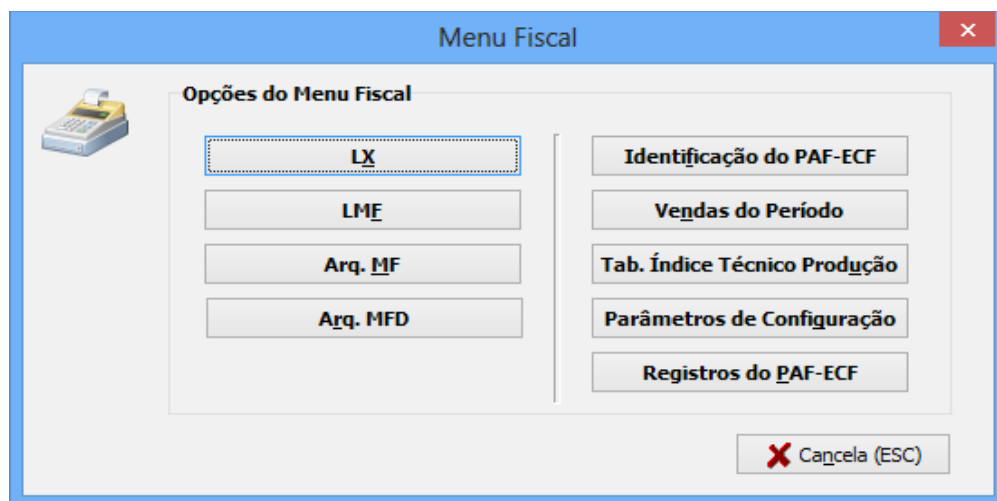 Menu Fiscal
Opções do Menu Fiscal
LX
LMF
Arq. MF
Arq. MFD
Identificação do PAF-ECF
Vendas do Período
Tab. Índice Técnico Produção
Parâmetros de Configuração
Registros do PAF-ECF
Cancela (ESC)